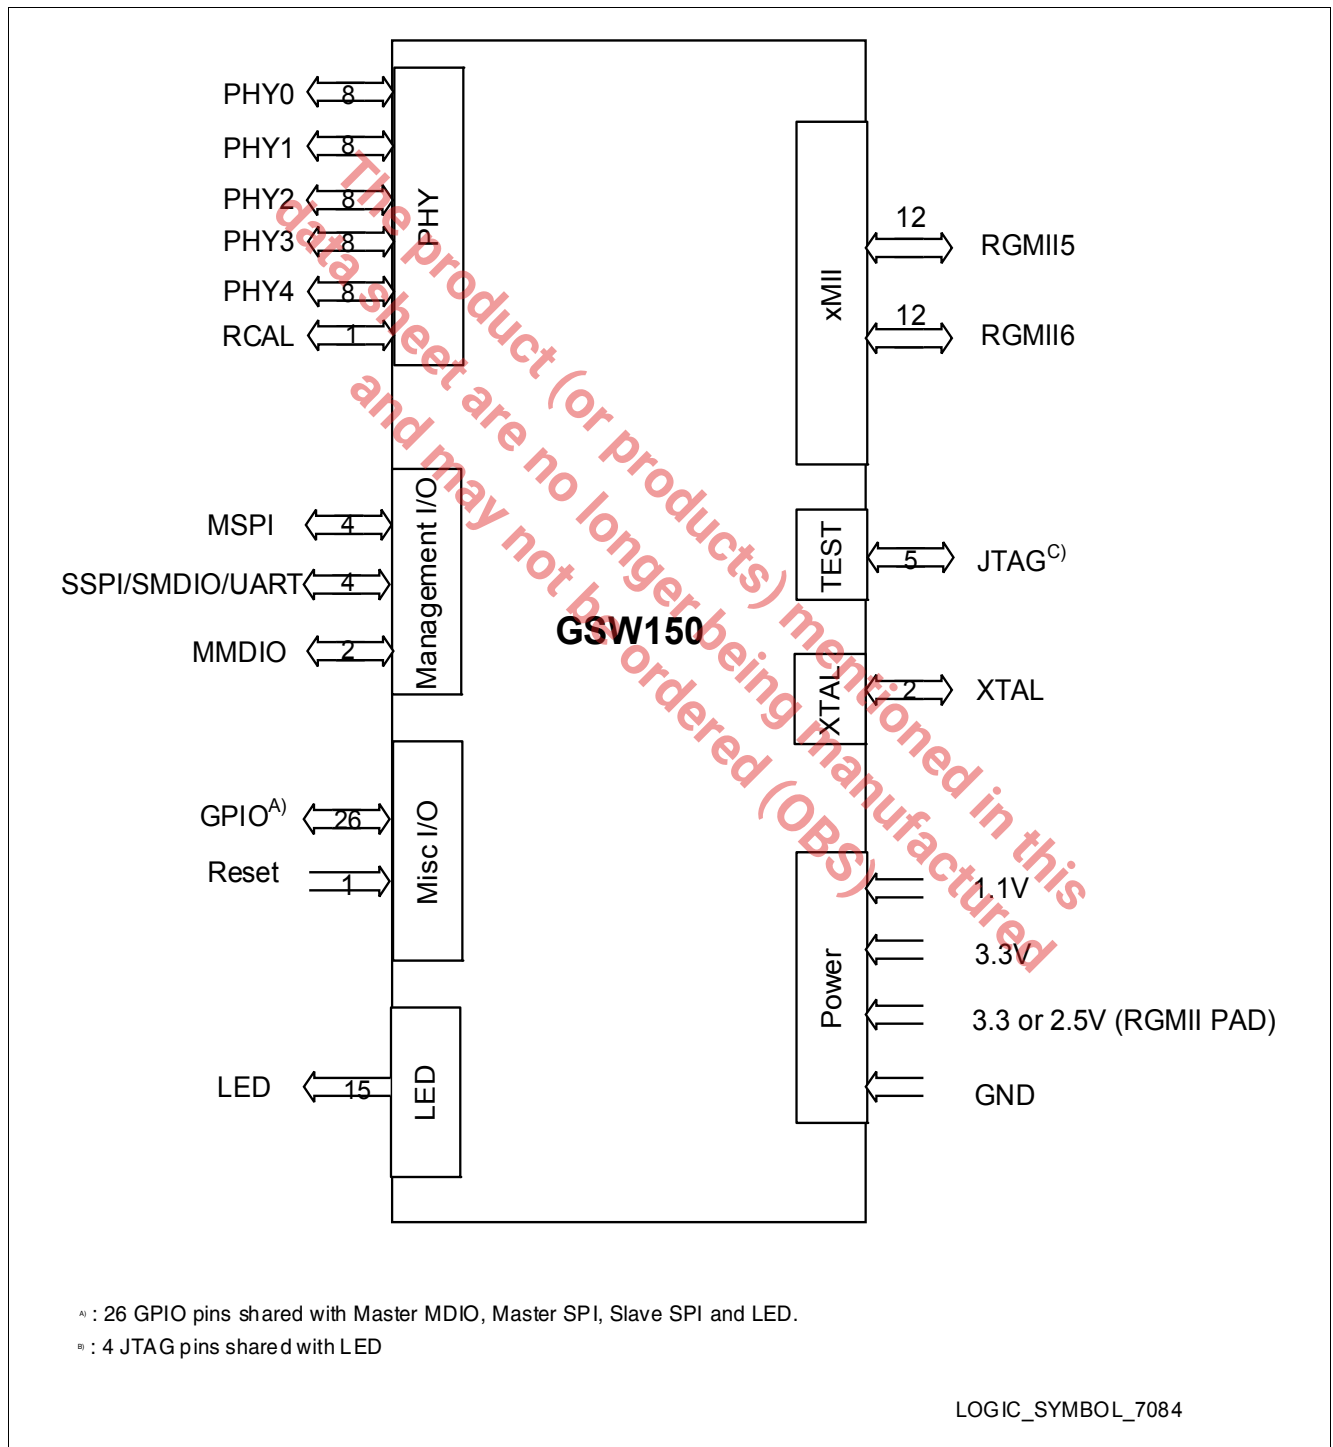 PHY0 8
PHY1 8
PHY2 8
PHY3 8
PHY4 8
RCAL 1
PHY
MSPI 4
SSPI/SMDIO/UART 4
MMDIO 2
Management I/O
GPIO A) 26
Reset 1
Misc I/O
LED 15
LED
GSW150
xMII
12 RGMII5
12 RGMII6
TEST
5 JTAG C)
XTAL
2 XTAL
Power
1.1V
3.3V
3.3 or 2.5V (RGMII PAD)
GND
The product (or products) mentioned in this
data sheet are no longer being manufactured
and may not be ordered (OBS)
A) : 26 GPIO pins shared with Master MDIO, Master SPI, Slave SPI and LED.
B) : 4 JTAG pins shared with LED
LOGIC_SYMBOL_7084